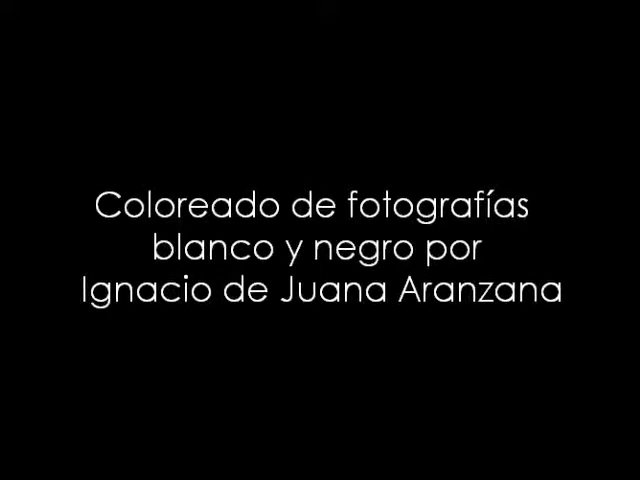 Coloreado de fotografías
blanco y negro por
Ignacio de Juana Aranzana